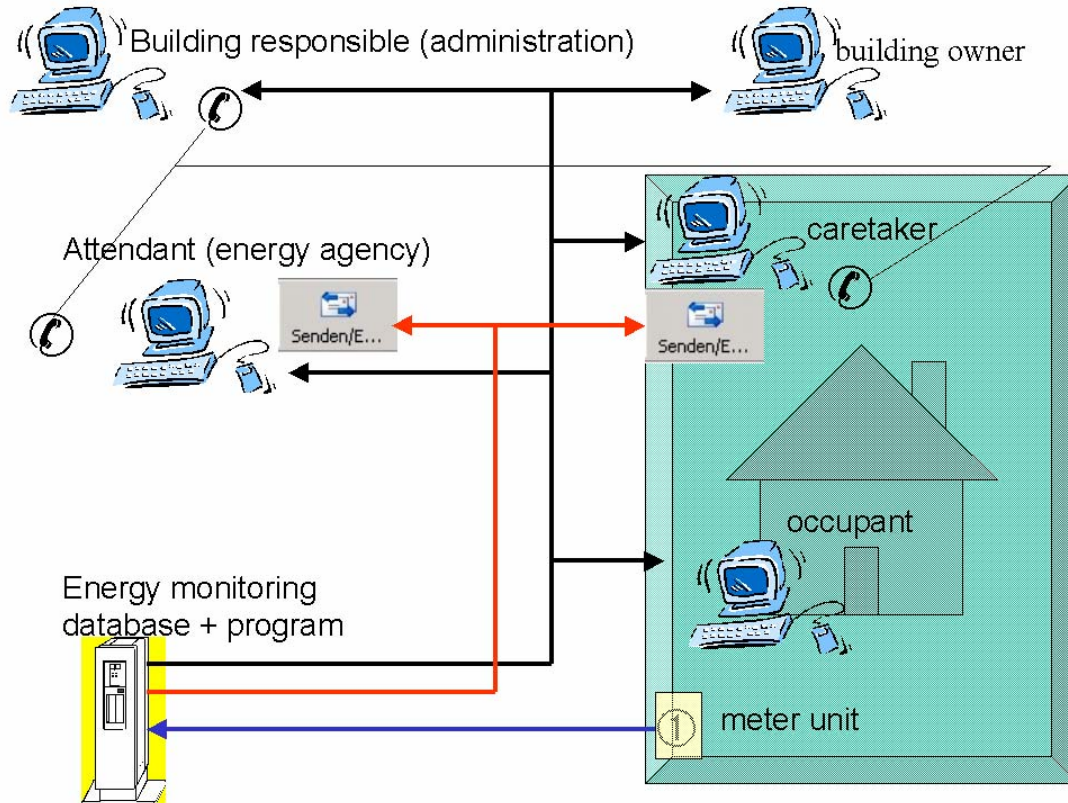 Building responsible (administration)
building owner
caretaker
Attendant (energy agency)
Senden/E...
Senden/E...
occupant
Energy monitoring
database + program
1
meter unit